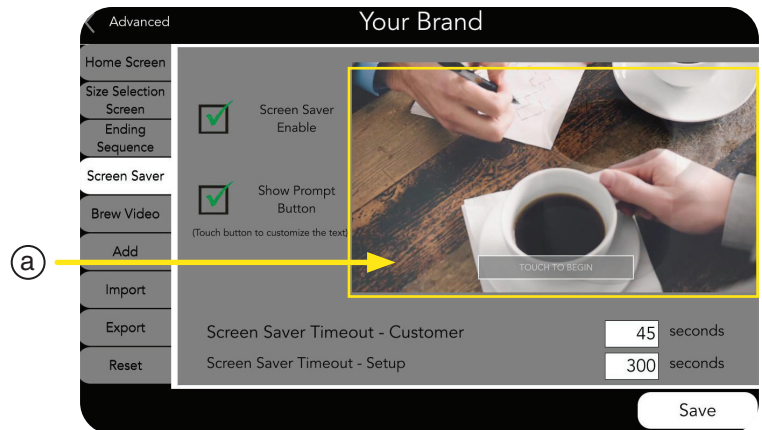 Advanced
Your Brand
Home Screen
Size Selection
Screen
Ending
Sequence
Screen Saver
Brew Video
Add
Import
Export
Reset
Screen Saver
Enable
Show Prompt
Button
(Touch button to customize the text)
TOUCH TO BEGIN
a
Screen Saver Timeout - Customer 45 seconds
Screen Saver Timeout - Setup 300 seconds
Save